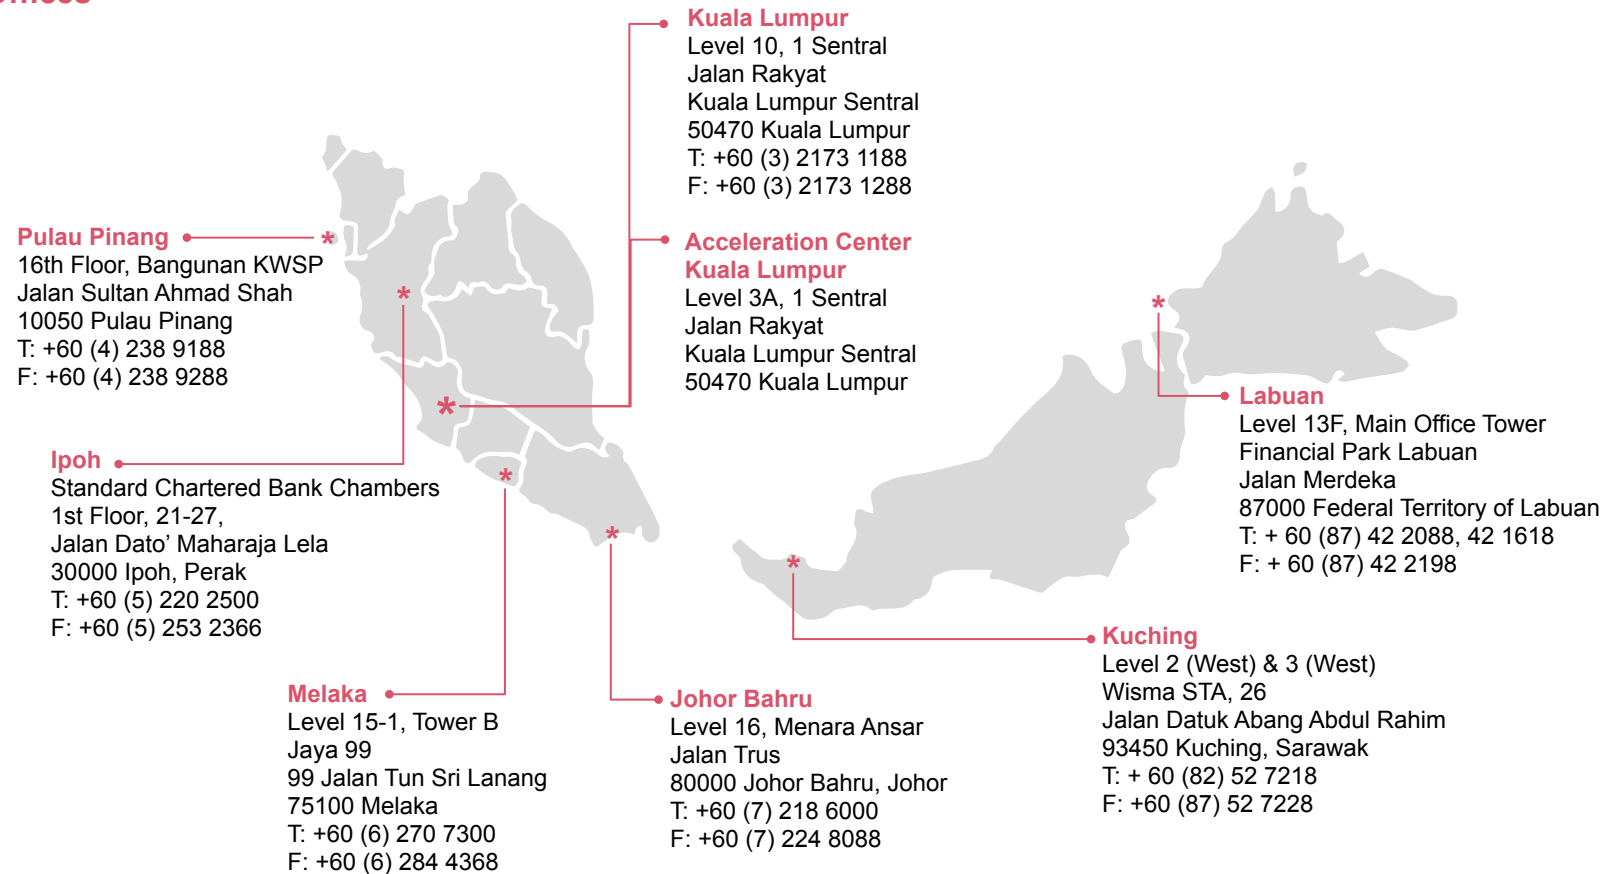 Kuala Lumpur
Level 10, 1 Sentral
Jalan Rakyat
Kuala Lumpur Sentral
50470 Kuala Lumpur
T: +60 (3) 2173 1188
F: +60 (3) 2173 1288
Acceleration Center
Kuala Lumpur
Level 3A, 1 Sentral
Jalan Rakyat
Kuala Lumpur Sentral
50470 Kuala Lumpur
Pulau Pinang
16th Floor, Bangunan KWSP
Jalan Sultan Ahmad Shah
10050 Pulau Pinang
T: +60 (4) 238 9188
F: +60 (4) 238 9288
Ipoh
Standard Chartered Bank Chambers
1st Floor, 21-27,
Jalan Dato’ Maharaja Lela
30000 Ipoh, Perak
T: +60 (5) 220 2500
F: +60 (5) 253 2366
Melaka
Level 15-1, Tower B
Jaya 99
99 Jalan Tun Sri Lanang
75100 Melaka
T: +60 (6) 270 7300
F: +60 (6) 284 4368
Johor Bahru
Level 16, Menara Ansar
Jalan Trus
80000 Johor Bahru, Johor
T: +60 (7) 218 6000
F: +60 (7) 224 8088
Labuan
Level 13F, Main Office Tower
Financial Park Labuan
Jalan Merdeka
87000 Federal Territory of Labuan
T: + 60 (87) 42 2088, 42 1618
F: + 60 (87) 42 2198
Kuching
Level 2 (West) & 3 (West)
Wisma STA, 26
Jalan Datuk Abang Abdul Rahim
93450 Kuching, Sarawak
T: + 60 (82) 52 7218
F: +60 (87) 52 7228